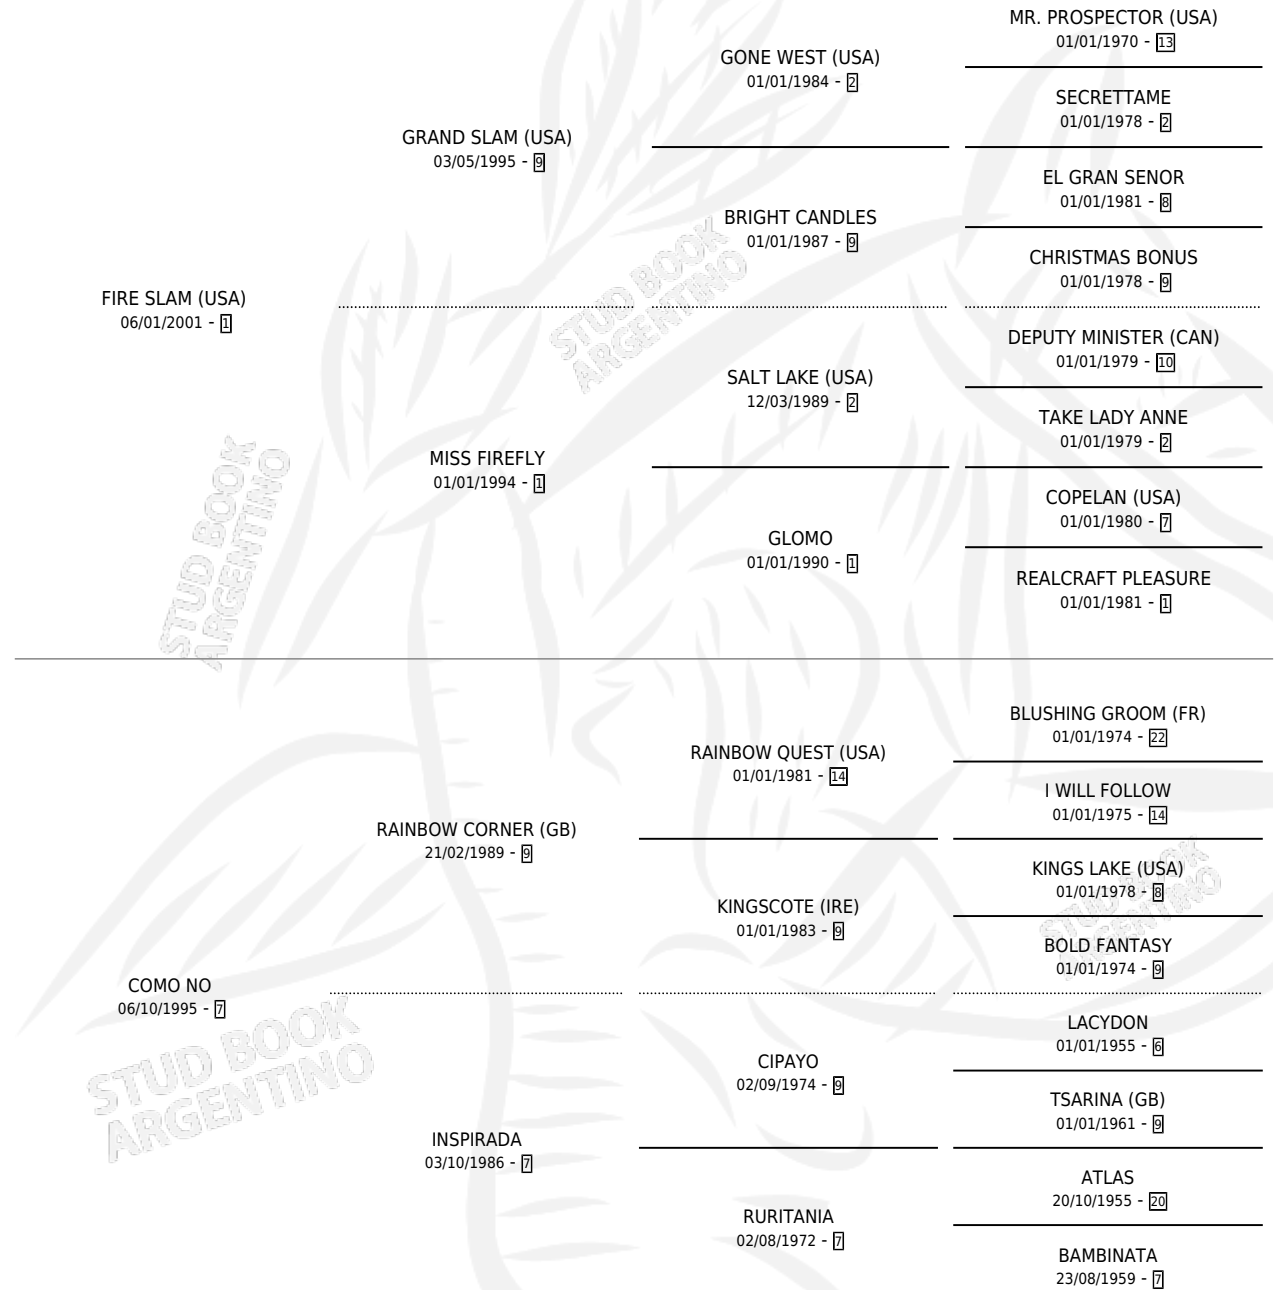 MR. PROSPECTOR (USA)
01/01/1970 - 13
GONE WEST (USA)
01/01/1984 - 2
SECRETTAME
01/01/1978 - 2
GRAND SLAM (USA)
03/05/1995 - 9
EL GRAN SENOR
01/01/1981 - 8
BRIGHT CANDLES
01/01/1987 - 9
CHRISTMAS BONUS
01/01/1978 - 9
FIRE SLAM (USA)
06/01/2001 - 1
DEPUTY MINISTER (CAN)
01/01/1979 - 10
SALT LAKE (USA)
12/03/1989 - 2
TAKE LADY ANNE
01/01/1979 - 2
MISS FIREFLY
01/01/1994 - 1
COPELAN (USA)
01/01/1980 - 7
GLOMO
01/01/1990 - 1
REALCRAFT PLEASURE
01/01/1981 - 1
BLUSHING GROOM (FR)
01/01/1974 - 22
RAINBOW QUEST (USA)
01/01/1981 - 14
I WILL FOLLOW
01/01/1975 - 14
RAINBOW CORNER (GB)
21/02/1989 - 9
KINGS LAKE (USA)
01/01/1978 - 8
KINGSCOTE (IRE)
01/01/1983 - 9
BOLD FANTASY
01/01/1974 - 9
COMO NO
06/10/1995 - 7
LACYDON
01/01/1955 - 6
CIPAYO
02/09/1974 - 9
TSARINA (GB)
01/01/1961 - 9
INSPIRADA
03/10/1986 - 7
ATLAS
20/10/1955 - 20
RURITANIA
02/08/1972 - 7
BAMBINATA
23/08/1959 - 7
STUD BOOK
ARGENTINO
STUD BOOK
ARGENTINO
STUD BOOK
ARGENTINO
STUD BOOK
ARGENTINO